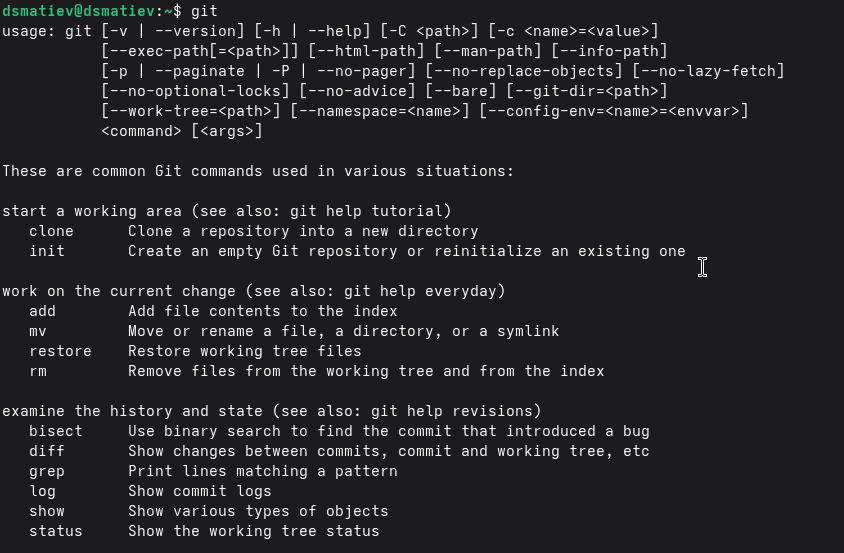 dsmatiev@dsmatiev:~$ git
usage: git [-v | --version] [-h | --help] [-C <path>] [-c <name>=<value>]
           [--exec-path[=<path>]] [--html-path] [--man-path] [--info-path]
           [-p | --paginate | -P | --no-pager] [--no-replace-objects] [--no-lazy-fetch]
           [--no-optional-locks] [--no-advice] [--bare] [--git-dir=<path>]
           [--work-tree=<path>] [--namespace=<name>] [--config-env=<name>=<envvar>]
           <command> [<args>]

These are common Git commands used in various situations:

start a working area (see also: git help tutorial)
   clone      Clone a repository into a new directory
   init       Create an empty Git repository or reinitialize an existing one

work on the current change (see also: git help everyday)
   add        Add file contents to the index
   mv         Move or rename a file, a directory, or a symlink
   restore    Restore working tree files
   rm         Remove files from the working tree and from the index

examine the history and state (see also: git help revisions)
   bisect     Use binary search to find the commit that introduced a bug
   diff       Show changes between commits, commit and working tree, etc
   grep       Print lines matching a pattern
   log        Show commit logs
   show       Show various types of objects
   status     Show the working tree status